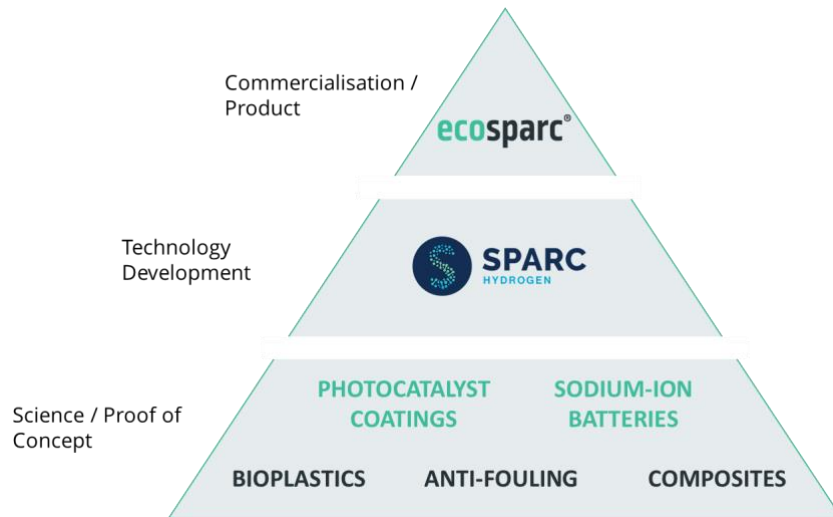 Commercialisation /
Product
ecosparc®
Technology
Development
SPARC
HYDROGEN
Science / Proof of
Concept
PHOTOCATALYST
COATINGS
SODIUM-ION
BATTERIES
BIOPLASTICS ANTI-FOULING COMPOSITES